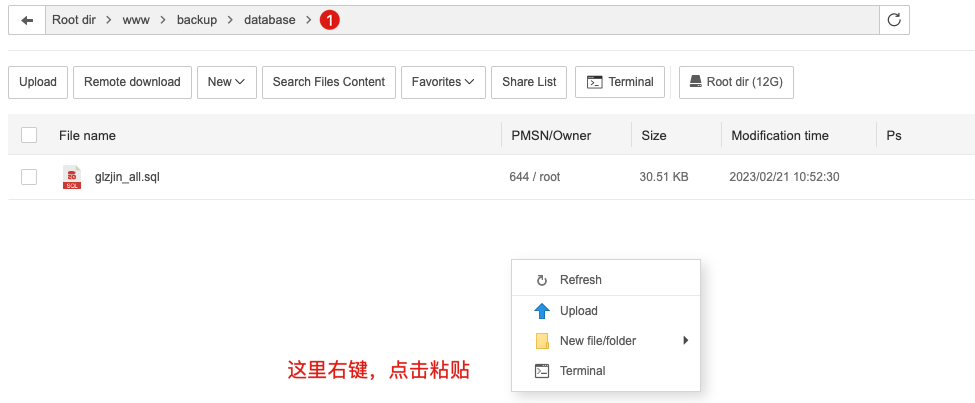 Root dir > www > backup > database > 1
Upload Remote download New Search Files Content Favorites Share List Terminal Root dir (12G)
File name PMSN/Owner Size Modification time Ps
SQL glzjin_all.sql 644 / root 30.51 KB 2023/02/21 10:52:30
Refresh
Upload
New file/folder
这里右键，点击粘贴 Terminal